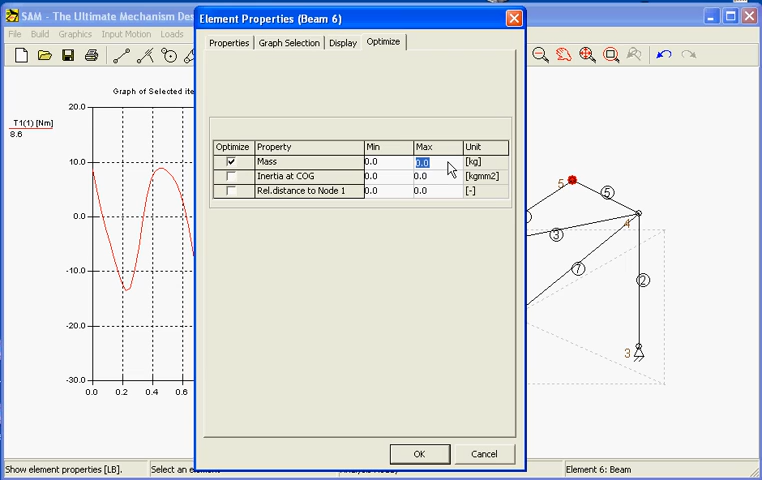 SAM - The Ultimate Mechanism Des
File Build Graphics Input Motion Loads
Graph of Selected ite
T1(1) [Nm]
8.6
20.0
10.0
0.0
-10.0
-20.0
-30.0
0.0 0.2 0.4 0.6
Element Properties (Beam 6)
Properties Graph Selection Display Optimize
Optimize Property Min Max Unit
Mass 0.0 0.0 [kg]
Inertia at COG 0.0 0.0 [kgmm2]
Rel.distance to Node 1 0.0 0.0 [-]
OK Cancel
5
5
4
3
7
2
3
Show element properties [LB]. Select an element
Element 6: Beam